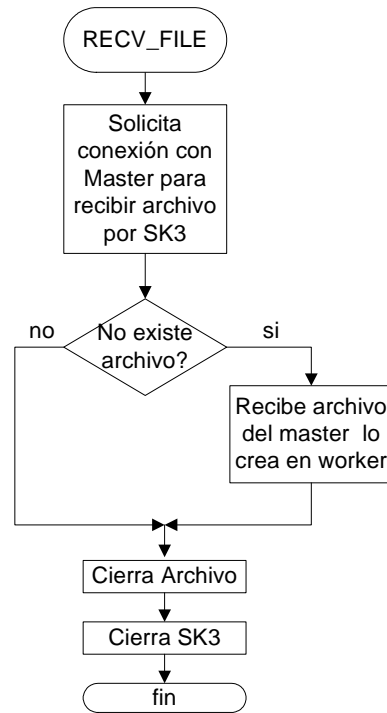 RECV_FILE
Solicita
conexión con
Master para
recibir archivo
por SK3
no
No existe
archivo?
si
Recibe archivo
del master lo
crea en worker
Cierra Archivo
Cierra SK3
fin